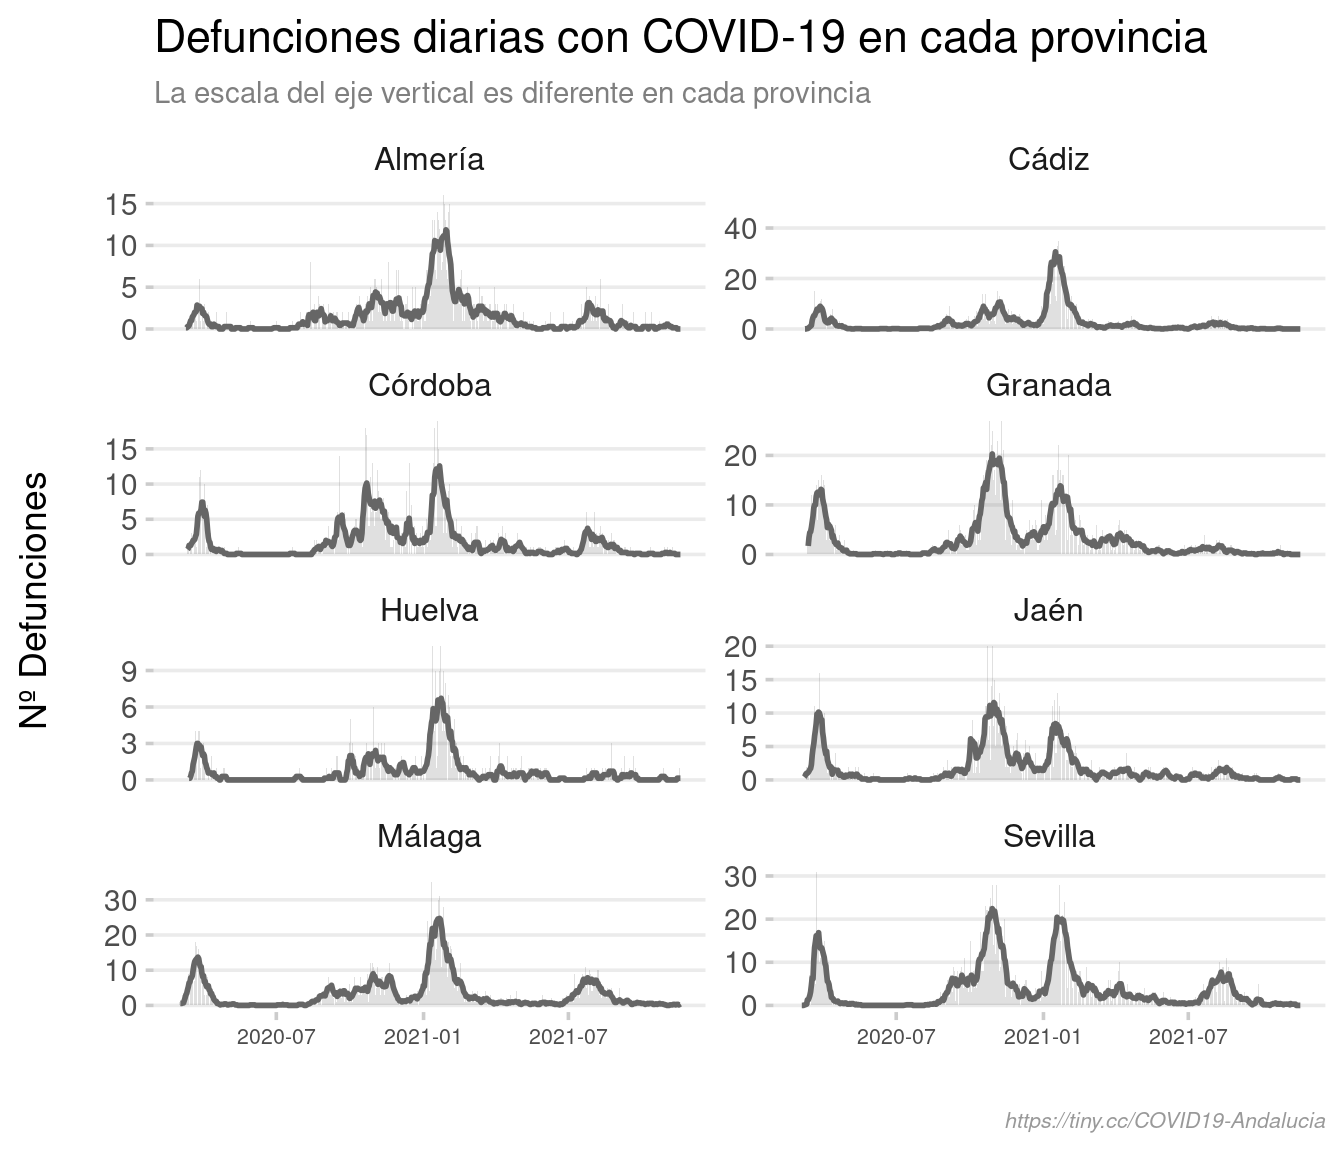 Defunciones diarias con COVID-19 en cada provincia
La escala del eje vertical es diferente en cada provincia
Nº Defunciones
Almería
15
10
5
0
Cádiz
40
20
0
Córdoba
15
10
5
0
Granada
20
10
0
Huelva
9
6
3
0
Jaén
20
15
10
5
0
Málaga
30
20
10
0
2020-07 2021-01 2021-07
Sevilla
30
20
10
0
2020-07 2021-01 2021-07
https://tiny.cc/COVID19-Andalucia